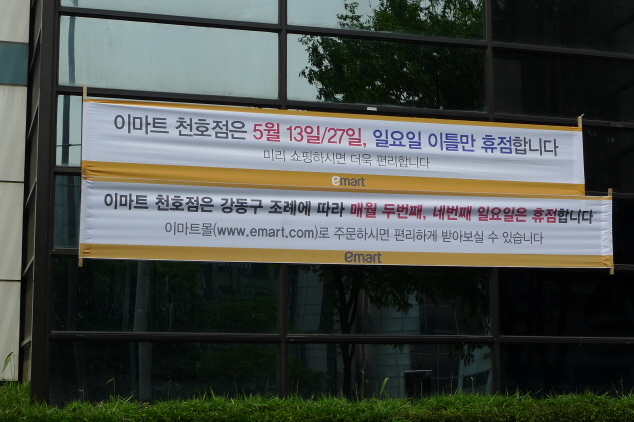 이마트 천호점은 5월 13일/27일, 일요일 이틀만 휴점합니다
미리 쇼핑하시면 더욱 편리합니다
emart
이마트 천호점은 강동구 조례에 따라 매월 두번째, 네번째 일요일은 휴점합니다
이마트몰(www.emart.com)로 주문하시면 편리하게 받아보실 수 있습니다
emart